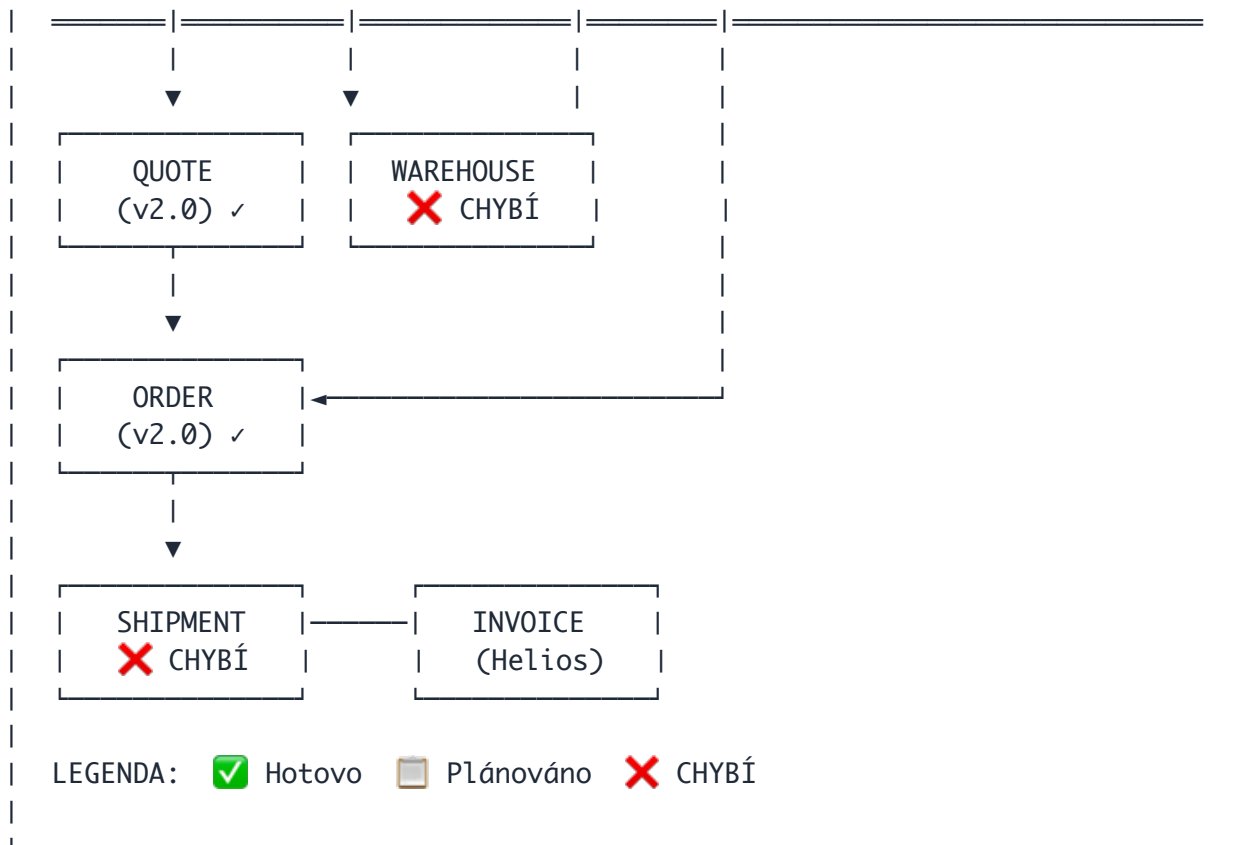 QUOTE WAREHOUSE
(v2.0) ✓ ❌ CHYBÍ
ORDER
(v2.0) ✓
SHIPMENT INVOICE
❌ CHYBÍ (Helios)
LEGENDA: ✅ Hotovo 📋 Plánováno ❌ CHYBÍ